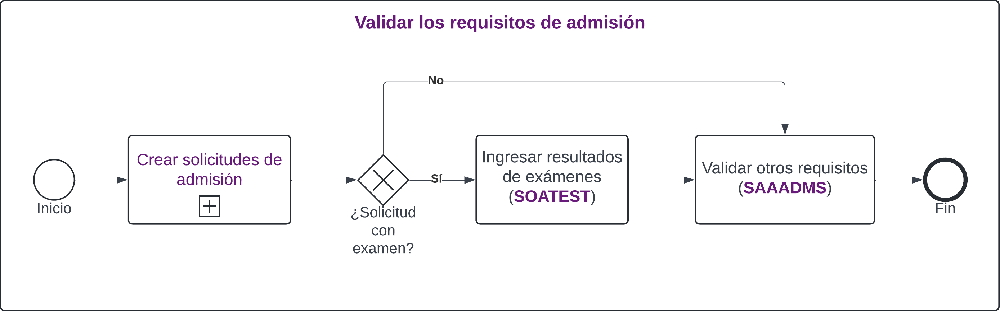 Validar los requisitos de admisión
No
Inicio
Crear solicitudes de
admisión
¿Solicitud
con
examen?
Sí
Ingresar resultados
de exámenes
(SOATEST)
Validar otros requisitos
(SAAADMS)
Fin